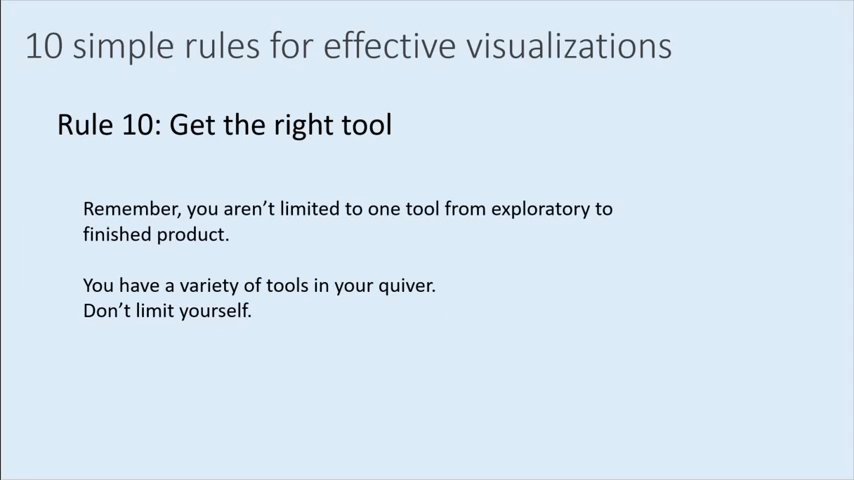 10 simple rules for effective visualizations
Rule 10: Get the right tool
Remember, you aren’t limited to one tool from exploratory to
finished product.
You have a variety of tools in your quiver.
Don’t limit yourself.